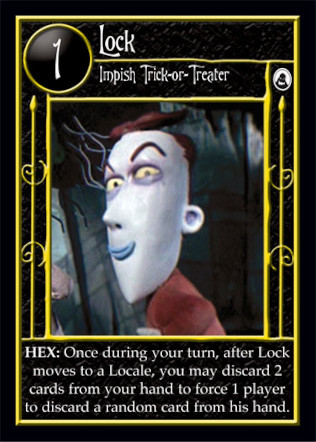 1
Lock
Impish Trick-or-Treater
HEX: Once during your turn, after Lock
moves to a Locale, you may discard 2
cards from your hand to force 1 player
to discard a random card from his hand.